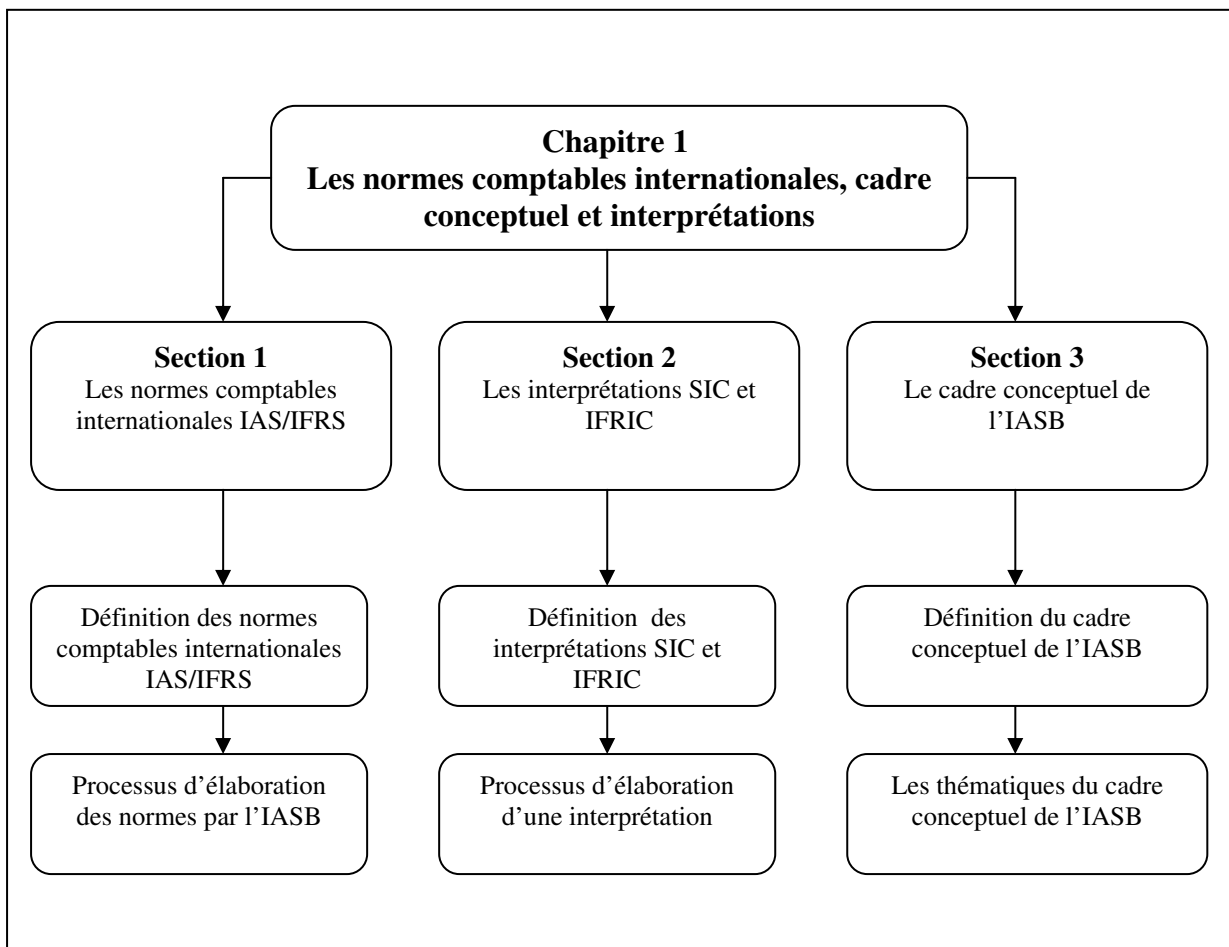 Chapitre 1
Les normes comptables internationales, cadre
conceptuel et interprétations
Section 1
Les normes comptables
internationales IAS/IFRS
Section 2
Les interprétations SIC et
IFRIC
Section 3
Le cadre conceptuel de
l’IASB
Définition des normes
comptables internationales
IAS/IFRS
Définition des
interprétations SIC et
IFRIC
Définition du cadre
conceptuel de l’IASB
Processus d’élaboration
des normes par l’IASB
Processus d’élaboration
d’une interprétation
Les thématiques du cadre
conceptuel de l’IASB